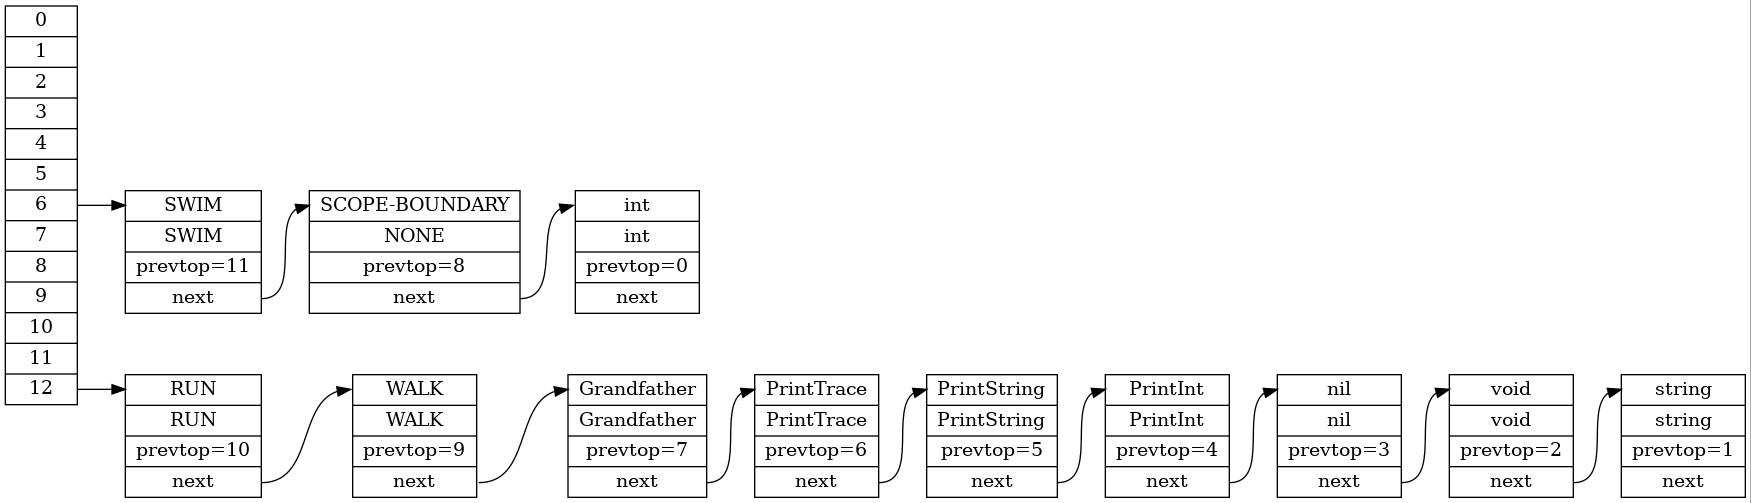 0
1
2
3
4
5
6
7
8
9
10
11
12
SWIM
SWIM
prevtop=11
next
SCOPE-BOUNDARY
NONE
prevtop=8
next
int
int
prevtop=0
next
RUN
RUN
prevtop=10
next
WALK
WALK
prevtop=9
next
Grandfather
Grandfather
prevtop=7
next
PrintTrace
PrintTrace
prevtop=6
next
PrintString
PrintString
prevtop=5
next
PrintInt
PrintInt
prevtop=4
next
nil
nil
prevtop=3
next
void
void
prevtop=2
next
string
string
prevtop=1
next